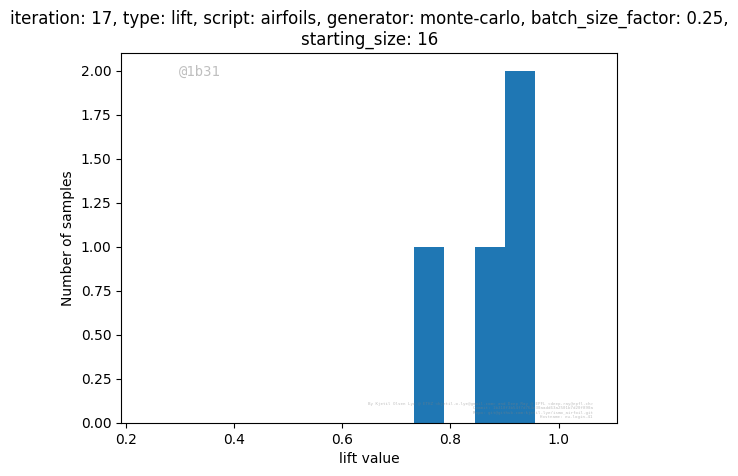 iteration: 17, type: lift, script: airfoils, generator: monte-carlo, batch_size_factor: 0.25,
starting_size: 16
@1b31
2.00
1.75
1.50
1.25
1.00
0.75
0.50
0.25
0.00
Number of samples
0.2 0.4 0.6 0.8 1.0
lift value